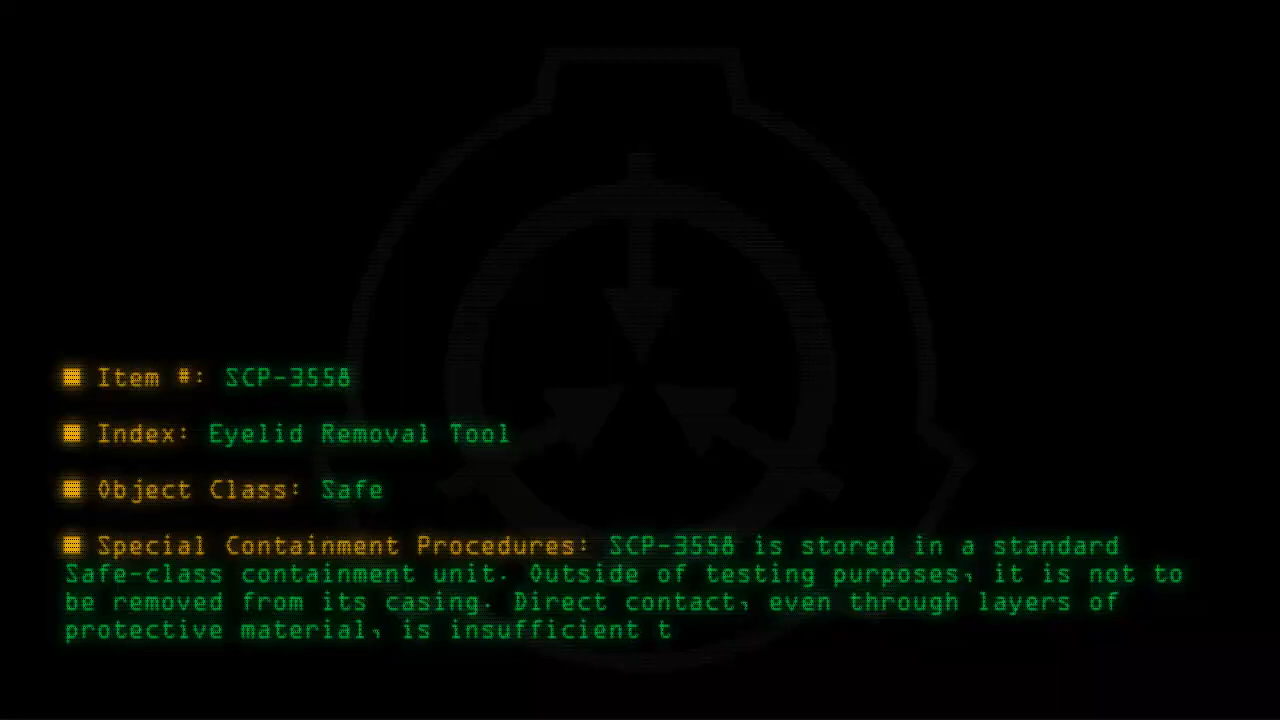 ■ Item #: SCP-3558
■ Index: Eyelid Removal Tool
■ Object Class: Safe
■ Special Containment Procedures: SCP-3558 is stored in a standard
Safe-class containment unit. Outside of testing purposes, it is not to
be removed from its casing. Direct contact, even through layers of
protective material, is insufficient t